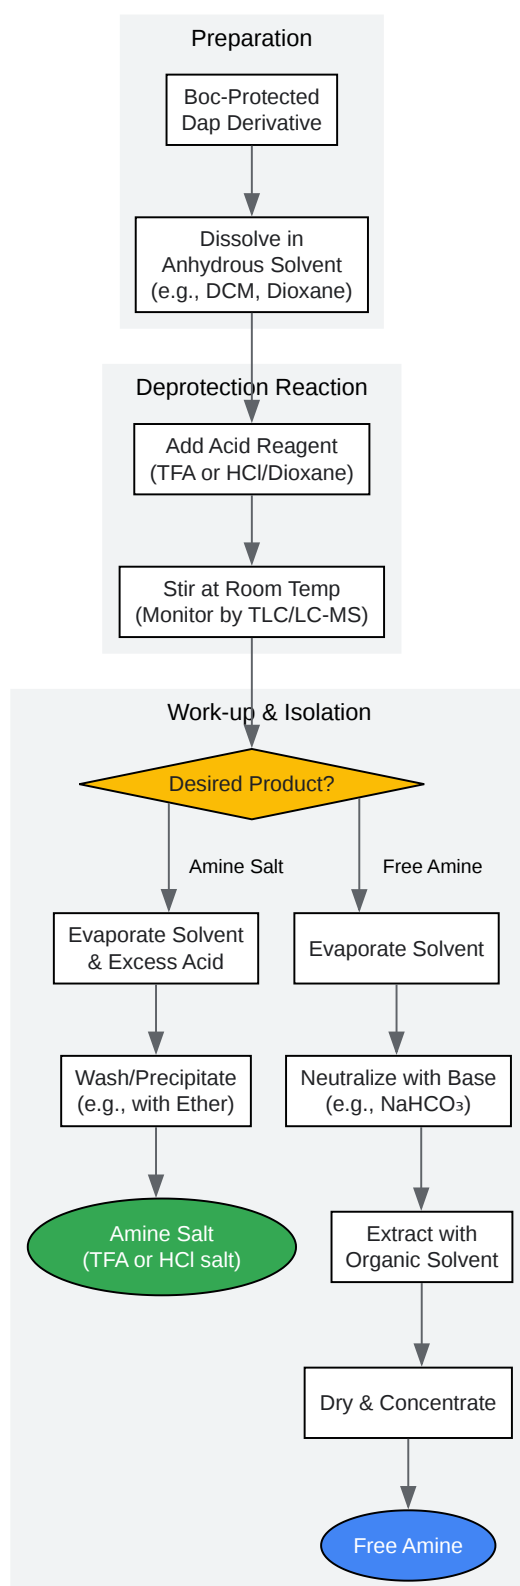 Preparation
Boc-Protected
Dap Derivative
Dissolve in
Anhydrous Solvent
(e.g., DCM, Dioxane)
Deprotection Reaction
Add Acid Reagent
(TFA or HCl/Dioxane)
Stir at Room Temp
(Monitor by TLC/LC-MS)
Work-up & Isolation
Desired Product?
Amine Salt
Free Amine
Evaporate Solvent
& Excess Acid
Evaporate Solvent
Wash/Precipitate
(e.g., with Ether)
Neutralize with Base
(e.g., NaHCO₃)
Amine Salt
(TFA or HCl salt)
Extract with
Organic Solvent
Dry & Concentrate
Free Amine